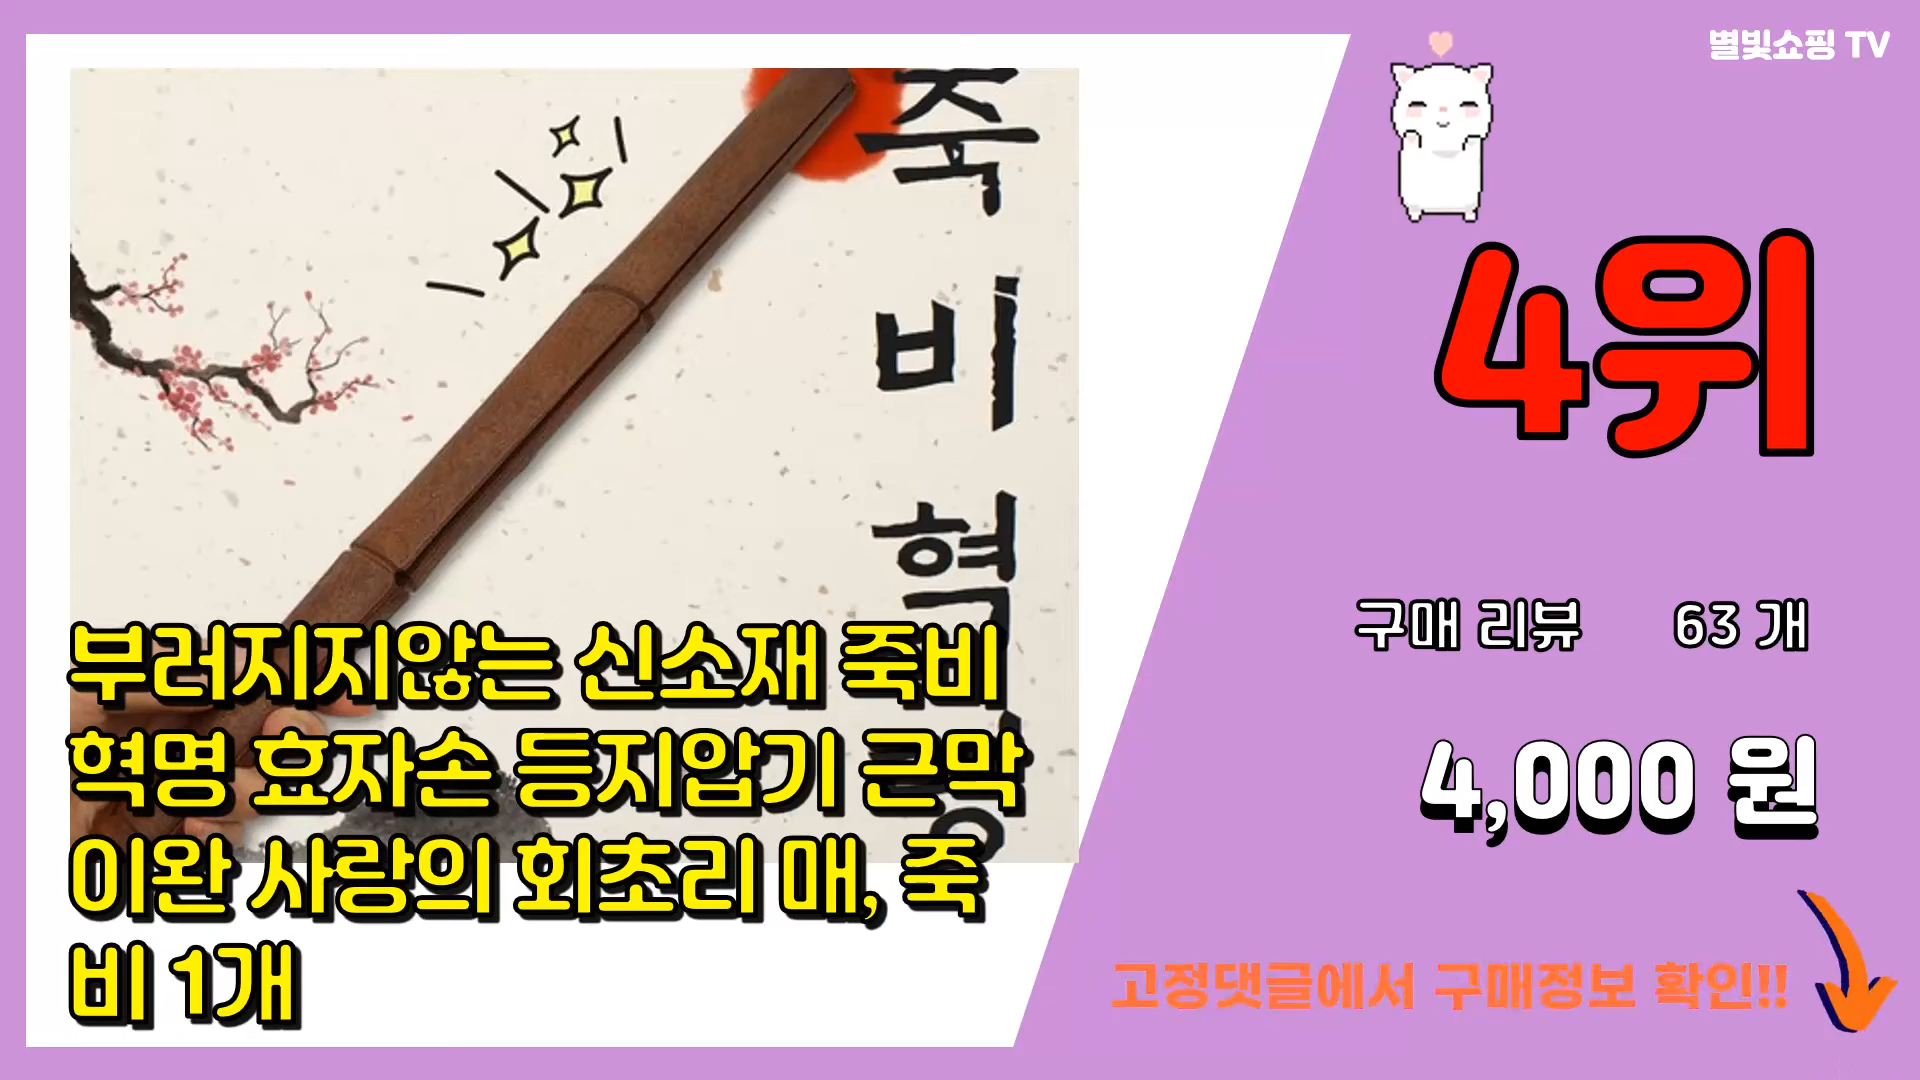 별빛쇼핑 TV
죽
비
혁
명
4위
구매 리뷰 63 개
4,000 원
부러지지않는 신소재 죽비
혁명 효자손 등지압기 근막
이완 사랑의 회초리 매, 죽
비 1개
고정댓글에서 구매정보 확인!!